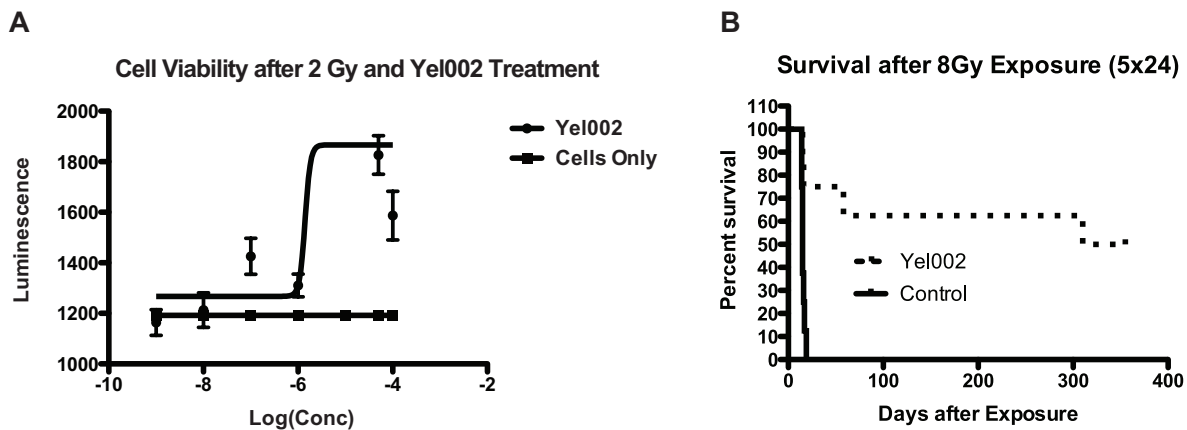 A
Cell Viability after 2 Gy and Yel002 Treatment
2000
1800
1600
1400
1200
1000
Luminescence
-10
-8
-6
-4
-2
Log(Conc)
Yel002
Cells Only
B
Survival after 8Gy Exposure (5x24)
110
100
90
80
70
60
50
40
30
20
10
0
Percent survival
0
100
200
300
400
Days after Exposure
Yel002
Control